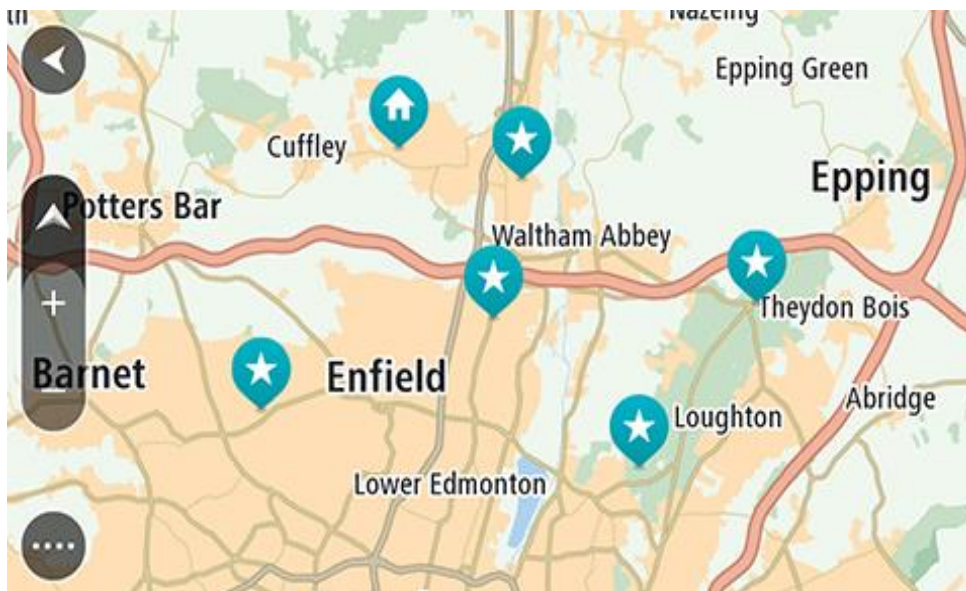 Nazeing
Epping Green
Cuffley
Epping
Potters Bar
Waltham Abbey
Theydon Bois
Barnet
Enfield
Abridge
Loughton
Lower Edmonton